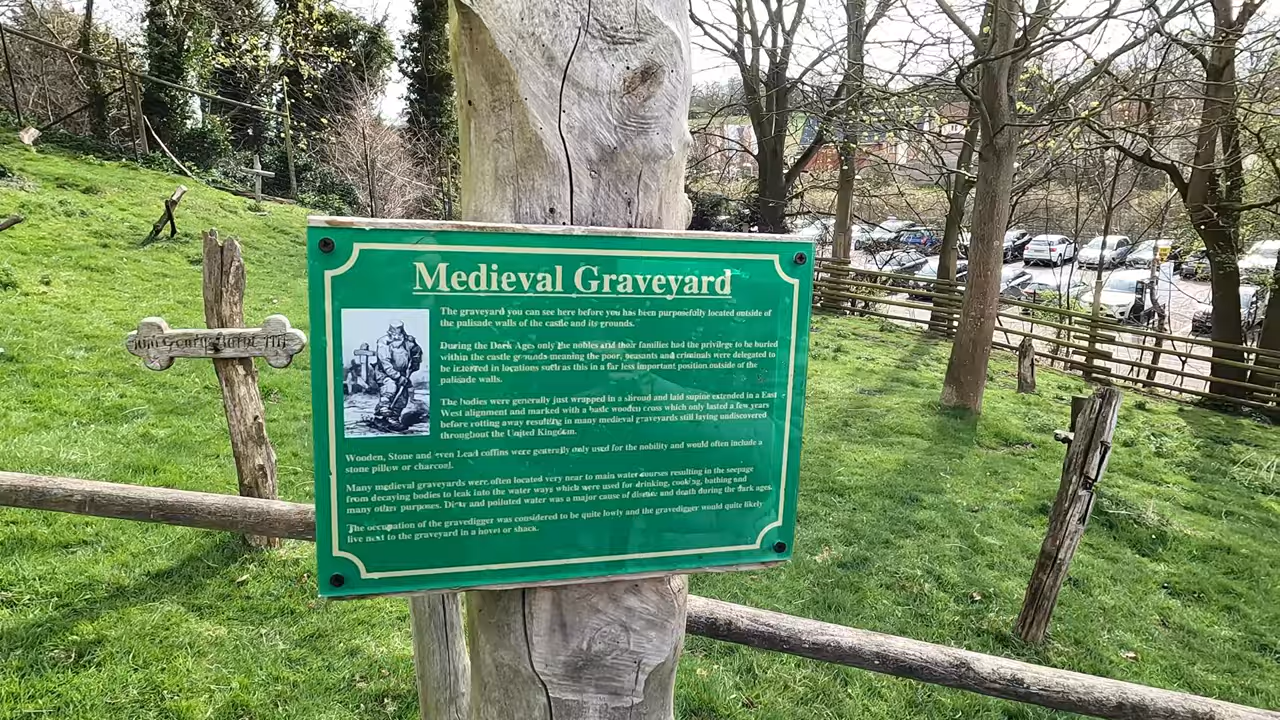 Medieval Graveyard
The graveyard you can see here before you has been purposefully located outside of
the palisade walls of the castle and its grounds.
During the Dark Ages only the nobles and their families had the privilege to be buried
within the castle grounds meaning the poor, peasants and criminals were delegated to
be interred in locations such as this in a far less important position outside of the
palisade walls.
The bodies were generally just wrapped in a shroud and laid supine extended in a East
West alignment and marked with a basic wooden cross which only lasted a few years
before rotting away resulting in many medieval graveyards still laying undiscovered
throughout the United Kingdom.
Wooden, Stone and even Lead coffins were generally only used for the nobility and would often include a
stone pillow or charcoal.
Many medieval graveyards were often located very near to main water courses resulting in the seepage
from decaying bodies to leak into the water ways which were used for drinking, cooking, bathing and
many other purposes. Dirty and polluted water was a major cause of disease and death during the dark ages.
The occupation of the gravedigger was considered to be quite lowly and the gravedigger would quite likely
live next to the graveyard in a hovel or shack.